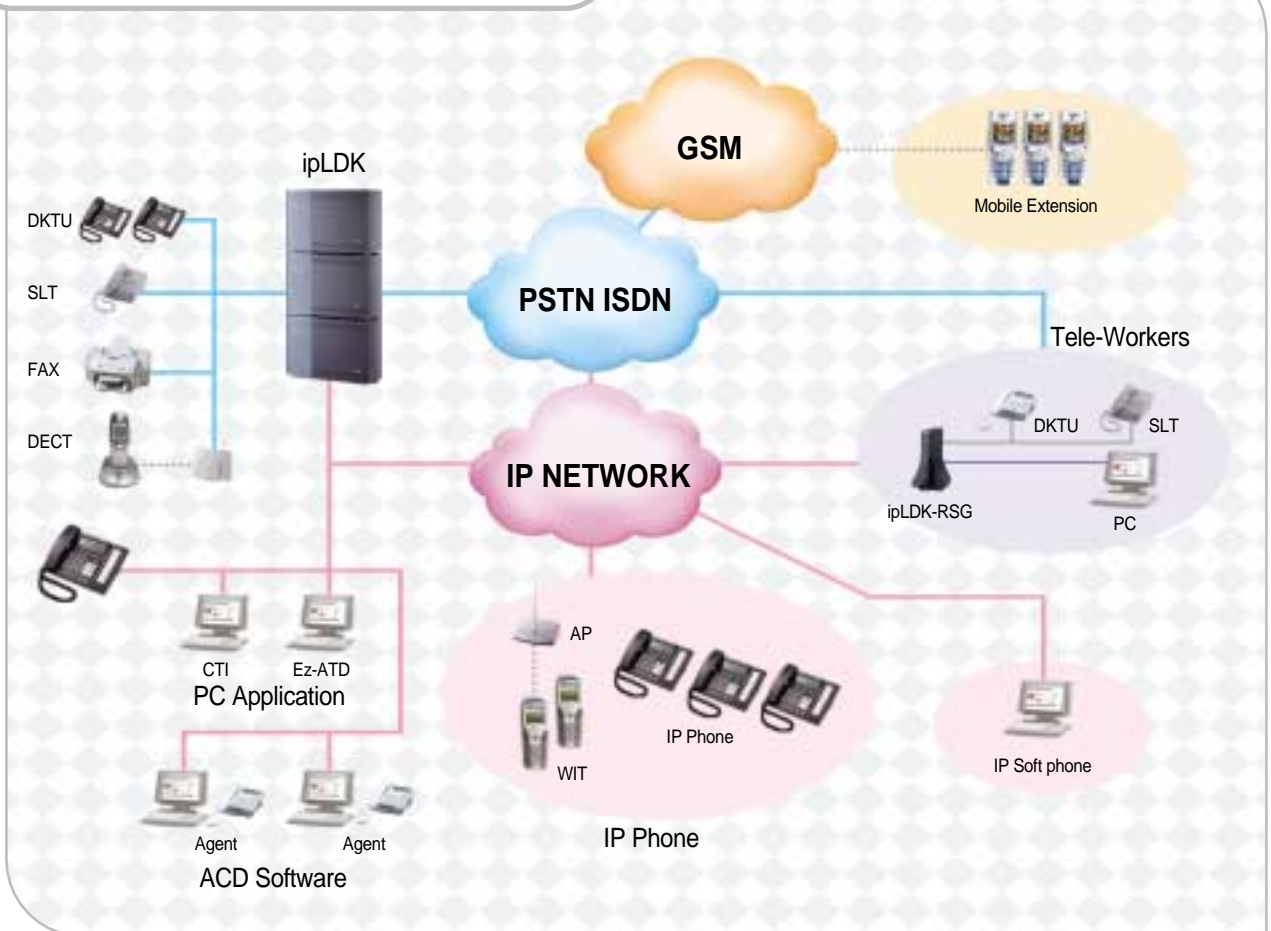 GSM
ipLDK
Mobile Extension
DKTU
SLT
PSTN ISDN
FAX
Tele-Workers
DKTU
SLT
DECT
IP NETWORK
ipLDK-RSG
PC
AP
CTI
Ez-ATD
PC Application
IP Phone
WIT
IP Soft phone
IP Phone
Agent
Agent
ACD Software